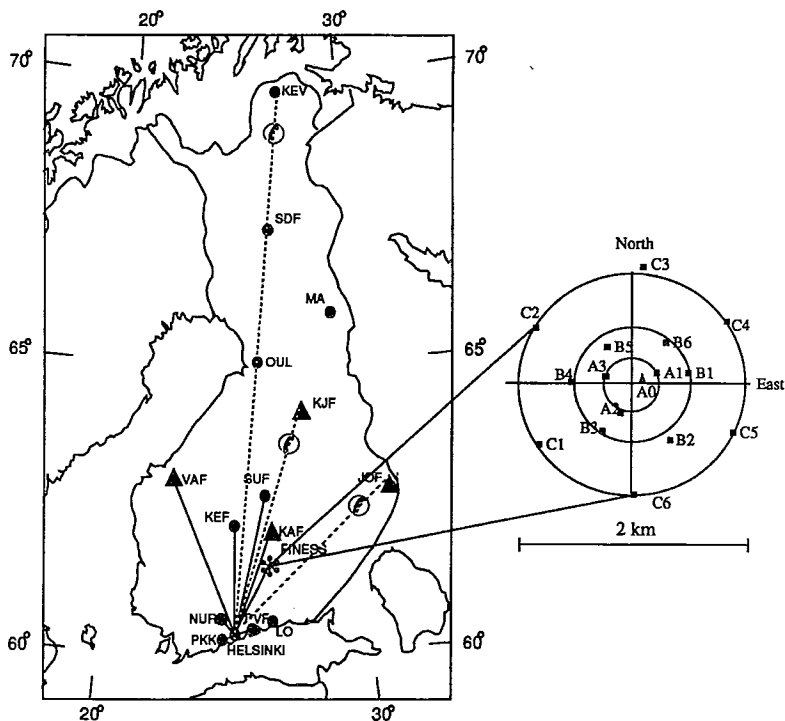 20° 30°
70° 70°
KEV
SDF
MA
North
C3
C2
C4
B5 B6
65° 65°
OUL
A3 A1 B1
B4
East
A0
KJF
A2
B3
B2
C1
C5
VAF
SUF
JOF
C6
KEF
KAF
FINESS
2 km
NUR
VF
LO
PKK
HELSINKI
60° 60°
20° 30°